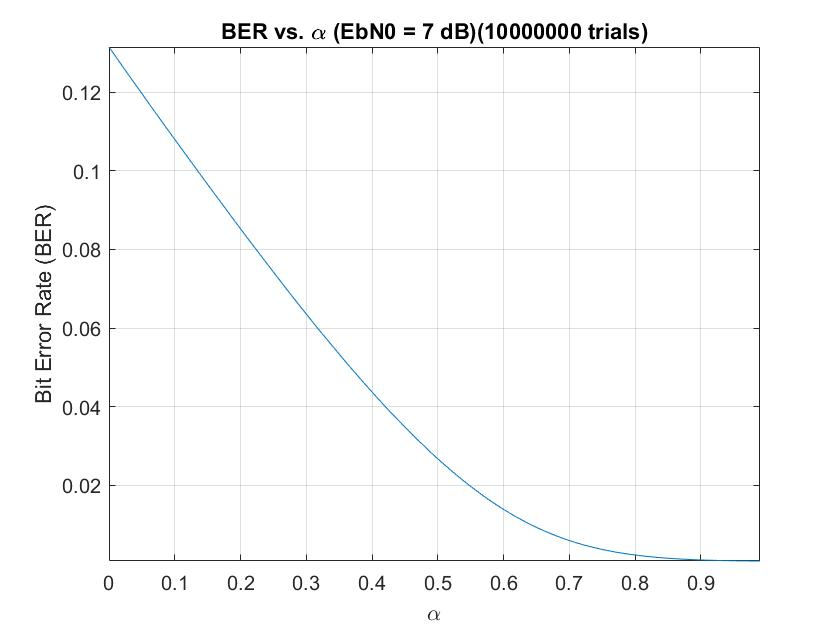 BER vs. α (EbN0 = 7 dB)(10000000 trials)
Bit Error Rate (BER)
0.12
0.1
0.08
0.06
0.04
0.02
0 0.1 0.2 0.3 0.4 0.5 0.6 0.7 0.8 0.9
α